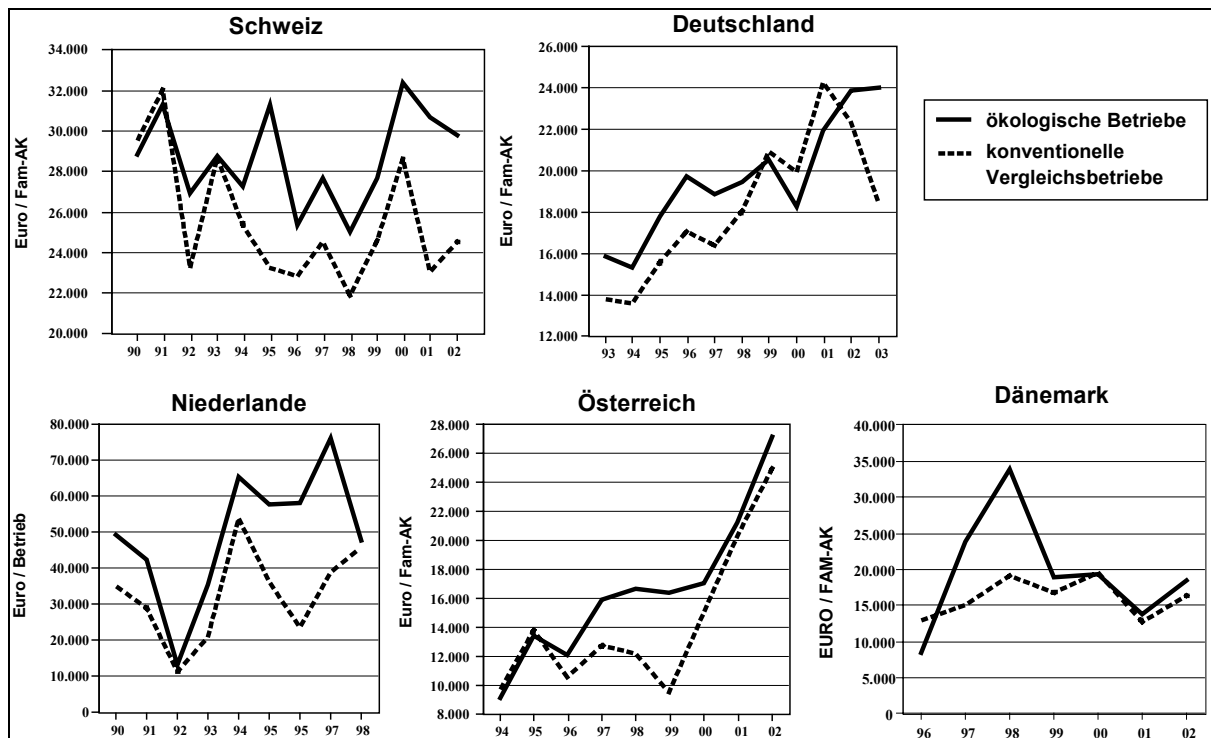 Schweiz
Euro / Fam-AK
34.000
32.000
30.000
28.000
26.000
24.000
22.000
20.000
90 91 92 93 94 95 96 97 98 99 00 01 02
Deutschland
Euro / Fam-AK
26.000
24.000
22.000
20.000
18.000
16.000
14.000
12.000
93 94 95 96 97 98 99 00 01 02 03
ökologische Betriebe
konventionelle
Vergleichsbetriebe
Niederlande
Euro / Betrieb
80.000
70.000
60.000
50.000
40.000
30.000
20.000
10.000
0
90 91 92 93 94 95 95 97 98
Österreich
Euro / Fam-AK
28.000
26.000
24.000
22.000
20.000
18.000
16.000
14.000
12.000
10.000
8.000
94 95 96 97 98 99 00 01 02
Dänemark
EURO / FAM-AK
40.000
35.000
30.000
25.000
20.000
15.000
10.000
5.000
0
96 97 98 99 00 01 02